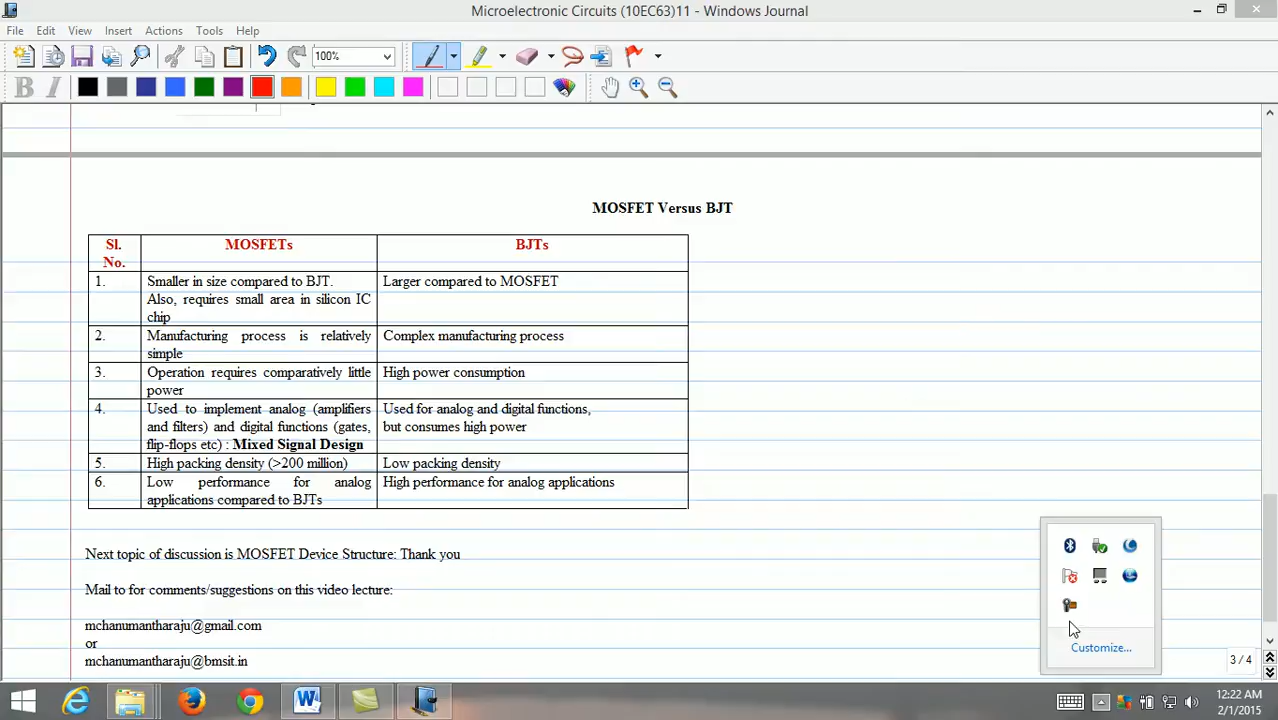 Microelectronic Circuits (10EC63)11 - Windows Journal
File Edit View Insert Actions Tools Help
100%
B I
MOSFET Versus BJT
Sl. No. MOSFETs BJTs
1. Smaller in size compared to BJT. Larger compared to MOSFET
Also, requires small area in silicon IC
chip
2. Manufacturing process is relatively Complex manufacturing process
simple
3. Operation requires comparatively little High power consumption
power
4. Used to implement analog (amplifiers Used for analog and digital functions,
and filters) and digital functions (gates, but consumes high power
flip-flops etc) : Mixed Signal Design
5. High packing density (>200 million) Low packing density
6. Low performance for analog High performance for analog applications
applications compared to BJTs
Next topic of discussion is MOSFET Device Structure: Thank you
Mail to for comments/suggestions on this video lecture:
mchanumantharaju@gmail.com
or
mchanumantharaju@bmsit.in
Customize...
3 / 4
12:22 AM
2/1/2015